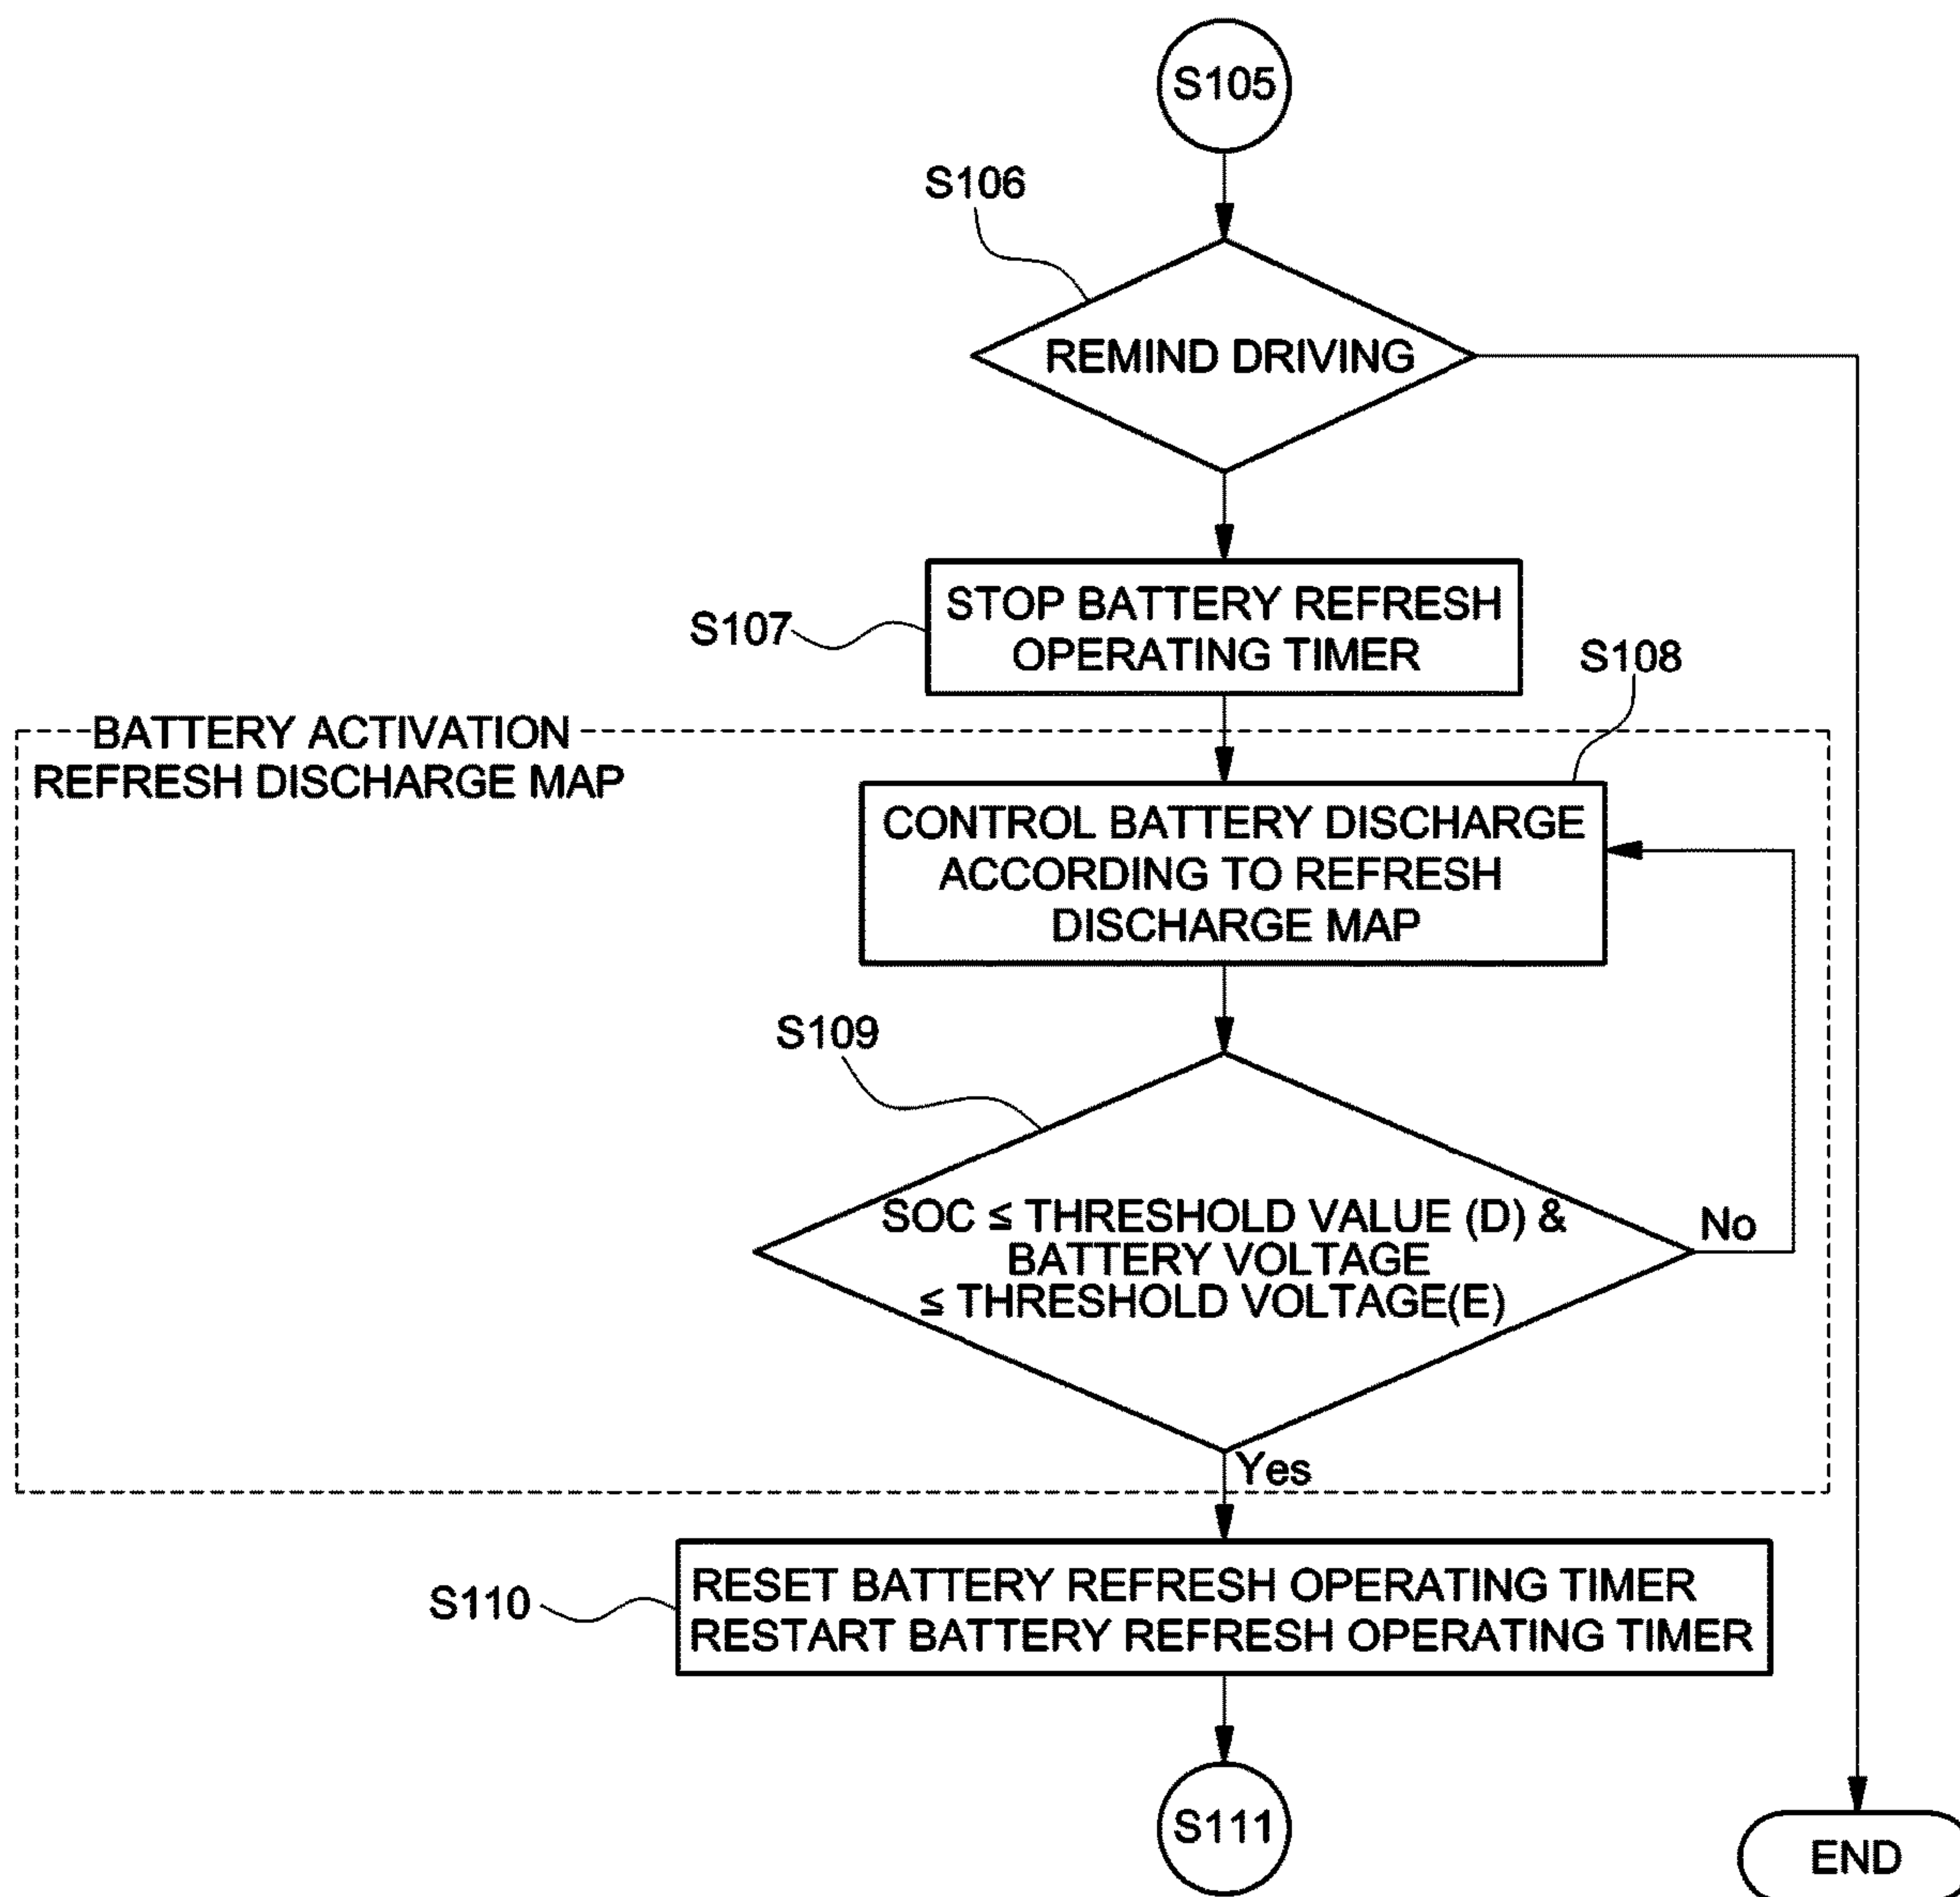 S105
S106
REMIND DRIVING
STOP BATTERY REFRESH
OPERATING TIMER
S107
S108
BATTERY ACTIVATION
REFRESH DISCHARGE MAP
CONTROL BATTERY DISCHARGE
ACCORDING TO REFRESH
DISCHARGE MAP
S109
SOC ≤ THRESHOLD VALUE (D) &
BATTERY VOLTAGE
≤ THRESHOLD VOLTAGE(E)
No
Yes
RESET BATTERY REFRESH OPERATING TIMER
RESTART BATTERY REFRESH OPERATING TIMER
S110
S111
END